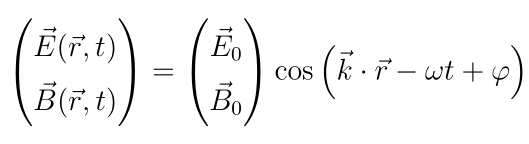 \begin{pmatrix} \vec{E}(\vec{r},t) \\ \vec{B}(\vec{r},t) \end{pmatrix} = \begin{pmatrix} \vec{E}_0 \\ \vec{B}_0 \end{pmatrix} \cos\left(\vec{k}\cdot\vec{r}-\omega t+\varphi\right)